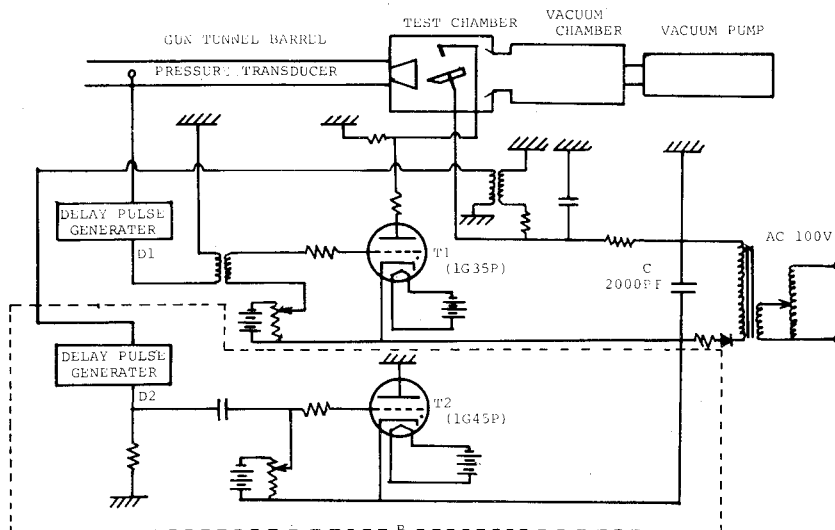 TEST CHAMBER
VACUUM
CHAMBER
VACUUM PUMP
GUN TUNNEL BARREL
PRESSURE TRANSDUCER
DELAY PULSE
GENERATER
D1
T1
(1G35P)
AC 100V
C
2000PF
DELAY PULSE
GENERATER
D2
T2
(1G45P)
B